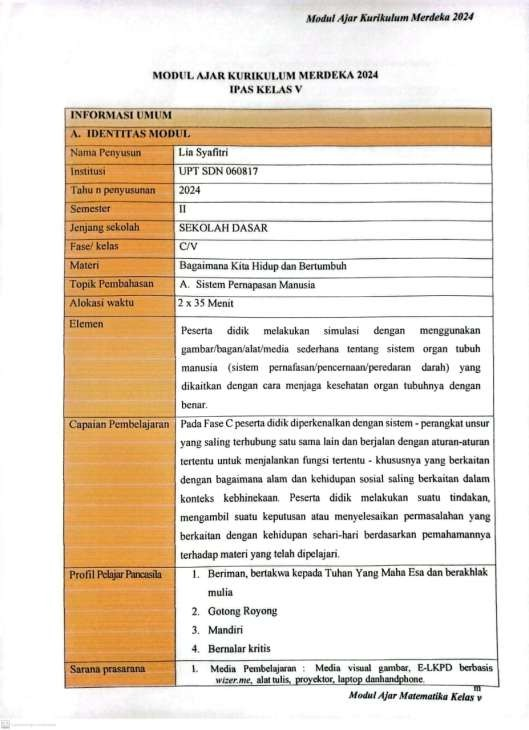 Modul Ajar Kurikulum Merdeka 2024
MODUL AJAR KURIKULUM MERDEKA 2024
IPAS KELAS V
INFORMASI UMUM
A. IDENTITAS MODUL
Nama Penyusun Lia Syafitri
Institusi UPT SDN 060817
Tahu n penyusunan 2024
Semester II
Jenjang sekolah SEKOLAH DASAR
Fase/ kelas C/V
Materi Bagaimana Kita Hidup dan Bertumbuh
Topik Pembahasan A. Sistem Pernapasan Manusia
Alokasi waktu 2 x 35 Menit
Elemen
Peserta didik melakukan simulasi dengan menggunakan
gambar/bagan/alat/media sederhana tentang sistem organ tubuh
manusia (sistem pernafasan/pencernaan/peredaran darah) yang
dikaitkan dengan cara menjaga kesehatan organ tubuhnya dengan
benar.
Capaian Pembelajaran Pada Fase C peserta didik diperkenalkan dengan sistem - perangkat unsur
yang saling terhubung satu sama lain dan berjalan dengan aturan-aturan
tertentu untuk menjalankan fungsi tertentu - khususnya yang berkaitan
dengan bagaimana alam dan kehidupan sosial saling berkaitan dalam
konteks kebhinekaan. Peserta didik melakukan suatu tindakan,
mengambil suatu keputusan atau menyelesaikan permasalahan yang
berkaitan dengan kehidupan sehari-hari berdasarkan pemahamannya
terhadap materi yang telah dipelajari.
Profil Pelajar Pancasila 1. Beriman, bertakwa kepada Tuhan Yang Maha Esa dan berakhlak
mulia
2. Gotong Royong
3. Mandiri
4. Bernalar kritis
Sarana prasarana 1. Media Pembelajaran : Media visual gambar, E-LKPD berbasis
wizer.me, alat tulis, proyektor, laptop danhandphone.
m
Modul Ajar Matematika Kelas v